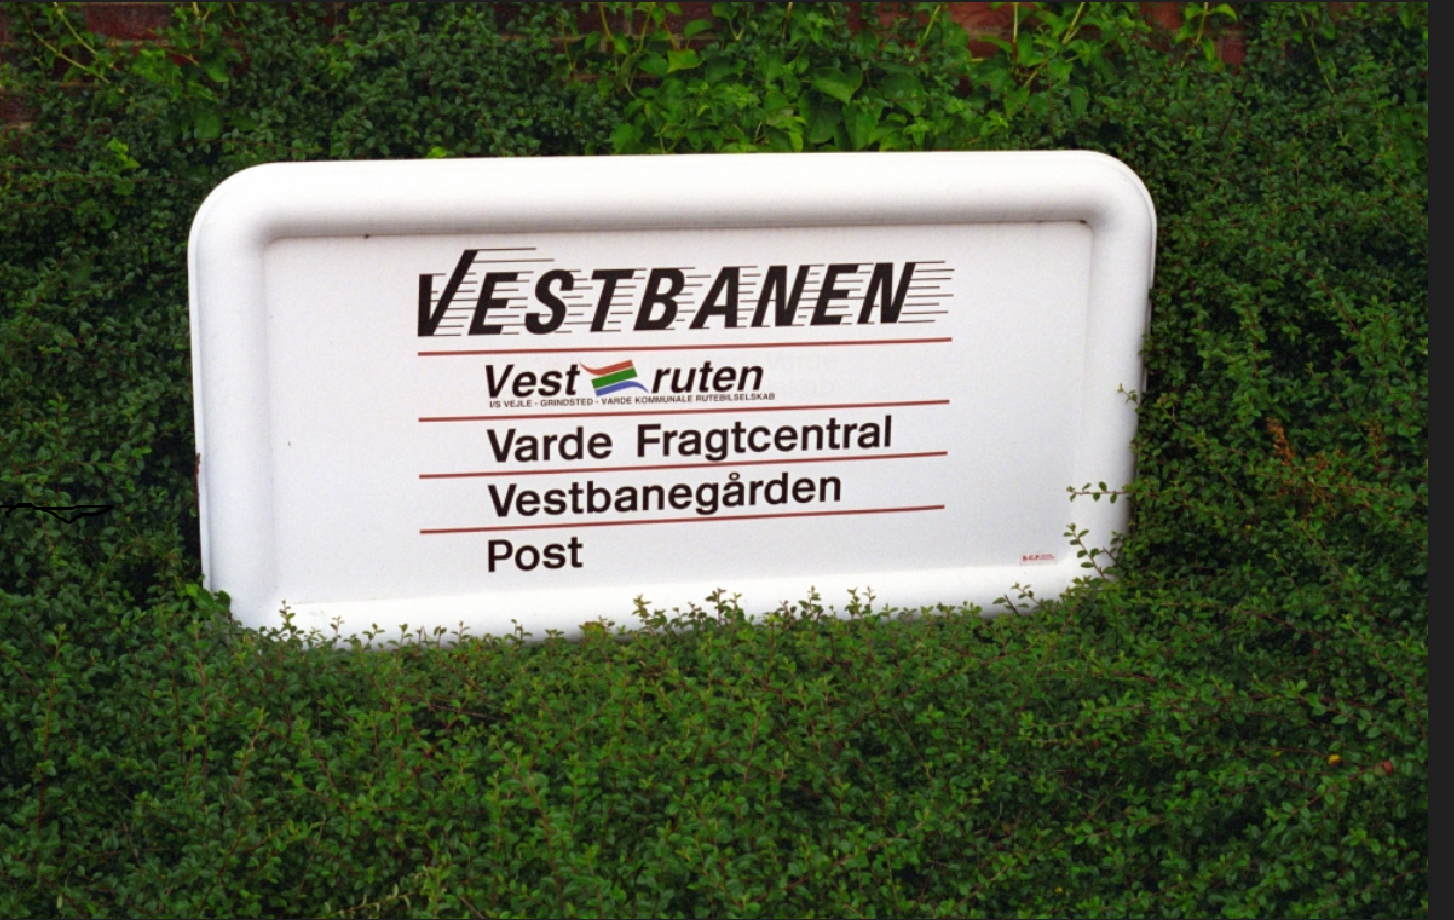 VESTBANEN
Vest ruten
I/S VEJLE - GRINDSTED - VARDE KOMMUNALE RUTEBILSELSKAB
Varde Fragtcentral
Vestbanegården
Post